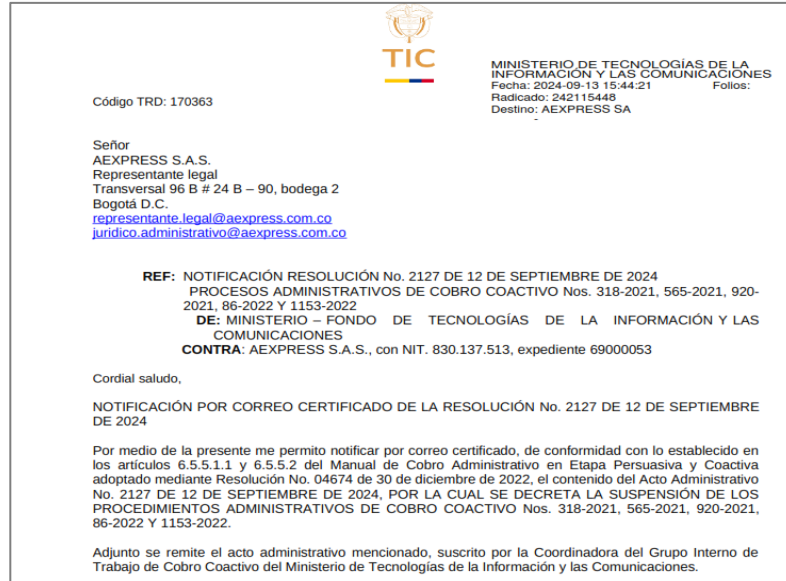 TIC
MINISTERIO DE TECNOLOGÍAS DE LA
INFORMACIÓN Y LAS COMUNICACIONES
Fecha: 2024-09-13 15:44:21 Folios:
Radicado: 242115448
Destino: AEXPRESS SA
-
Código TRD: 170363
Señor
AEXPRESS S.A.S.
Representante legal
Transversal 96 B # 24 B – 90, bodega 2
Bogotá D.C.
representante.legal@aexpress.com.co
juridico.administrativo@aexpress.com.co
REF: NOTIFICACIÓN RESOLUCIÓN No. 2127 DE 12 DE SEPTIEMBRE DE 2024
PROCESOS ADMINISTRATIVOS DE COBRO COACTIVO Nos. 318-2021, 565-2021, 920-
2021, 86-2022 Y 1153-2022
DE: MINISTERIO – FONDO DE TECNOLOGÍAS DE LA INFORMACIÓN Y LAS
COMUNICACIONES
CONTRA: AEXPRESS S.A.S., con NIT. 830.137.513, expediente 69000053
Cordial saludo,
NOTIFICACIÓN POR CORREO CERTIFICADO DE LA RESOLUCIÓN No. 2127 DE 12 DE SEPTIEMBRE
DE 2024
Por medio de la presente me permito notificar por correo certificado, de conformidad con lo establecido en
los artículos 6.5.5.1.1 y 6.5.5.2 del Manual de Cobro Administrativo en Etapa Persuasiva y Coactiva
adoptado mediante Resolución No. 04674 de 30 de diciembre de 2022, el contenido del Acto Administrativo
No. 2127 DE 12 DE SEPTIEMBRE DE 2024, POR LA CUAL SE DECRETA LA SUSPENSIÓN DE LOS
PROCEDIMIENTOS ADMINISTRATIVOS DE COBRO COACTIVO Nos. 318-2021, 565-2021, 920-2021,
86-2022 Y 1153-2022.
Adjunto se remite el acto administrativo mencionado, suscrito por la Coordinadora del Grupo Interno de
Trabajo de Cobro Coactivo del Ministerio de Tecnologías de la Información y las Comunicaciones.